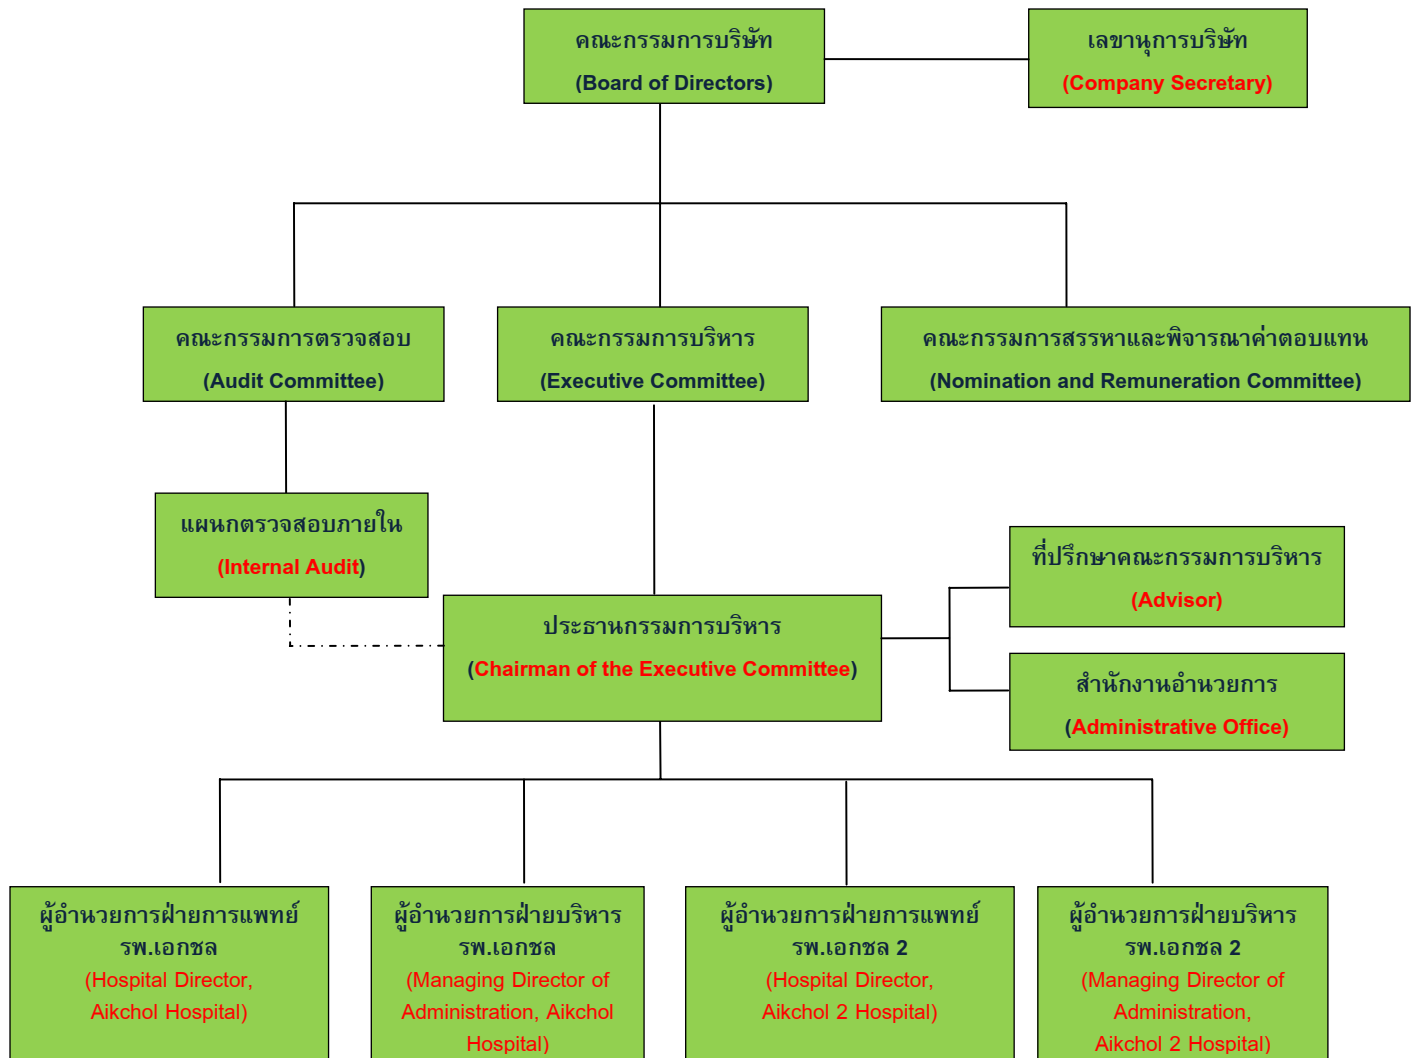 คณะกรรมการบริษัท
(Board of Directors)
เลขานุการบริษัท
(Company Secretary)
คณะกรรมการตรวจสอบ
(Audit Committee)
คณะกรรมการบริหาร
(Executive Committee)
คณะกรรมการสรรหาและพิจารณาค่าตอบแทน
(Nomination and Remuneration Committee)
แผนกตรวจสอบภายใน
(Internal Audit)
ที่ปรึกษาคณะกรรมการบริหาร
(Advisor)
ประธานกรรมการบริหาร
(Chairman of the Executive Committee)
สำนักงานอำนวยการ
(Administrative Office)
ผู้อำนวยการฝ่ายการแพทย์
รพ.เอกชล
(Hospital Director,
Aikchol Hospital)
ผู้อำนวยการฝ่ายบริหาร
รพ.เอกชล
(Managing Director of
Administration, Aikchol
Hospital)
ผู้อำนวยการฝ่ายการแพทย์
รพ.เอกชล 2
(Hospital Director,
Aikchol 2 Hospital)
ผู้อำนวยการฝ่ายบริหาร
รพ.เอกชล 2
(Managing Director of
Administration,
Aikchol 2 Hospital)